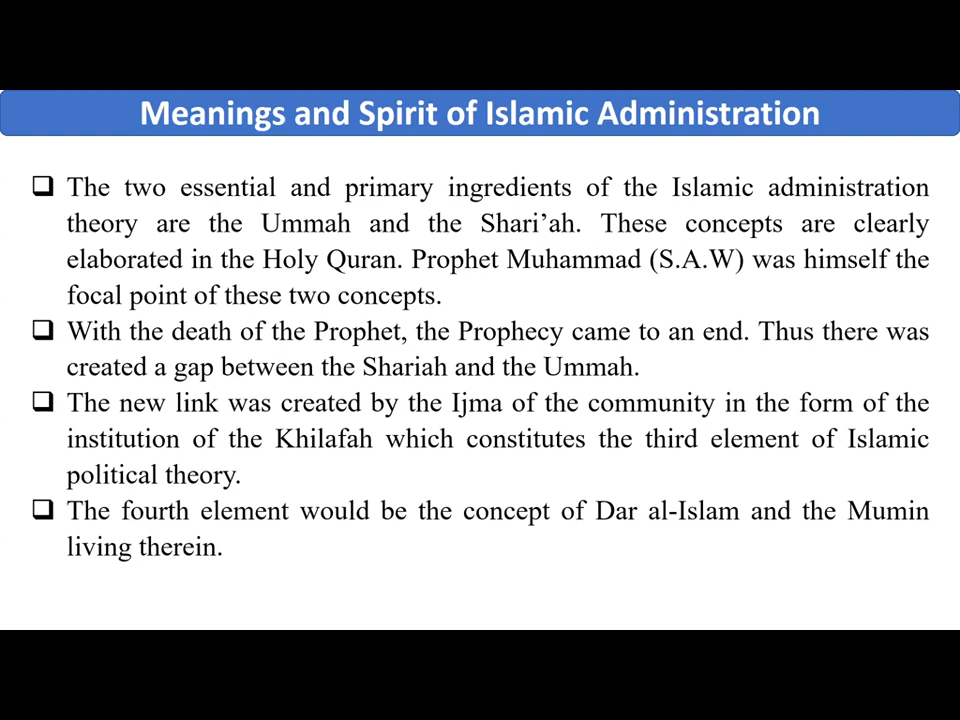 Meanings and Spirit of Islamic Administration
❑ The two essential and primary ingredients of the Islamic administration
theory are the Ummah and the Shari’ah. These concepts are clearly
elaborated in the Holy Quran. Prophet Muhammad (S.A.W) was himself the
focal point of these two concepts.
❑ With the death of the Prophet, the Prophecy came to an end. Thus there was
created a gap between the Shariah and the Ummah.
❑ The new link was created by the Ijma of the community in the form of the
institution of the Khilafah which constitutes the third element of Islamic
political theory.
❑ The fourth element would be the concept of Dar al-Islam and the Mumin
living therein.